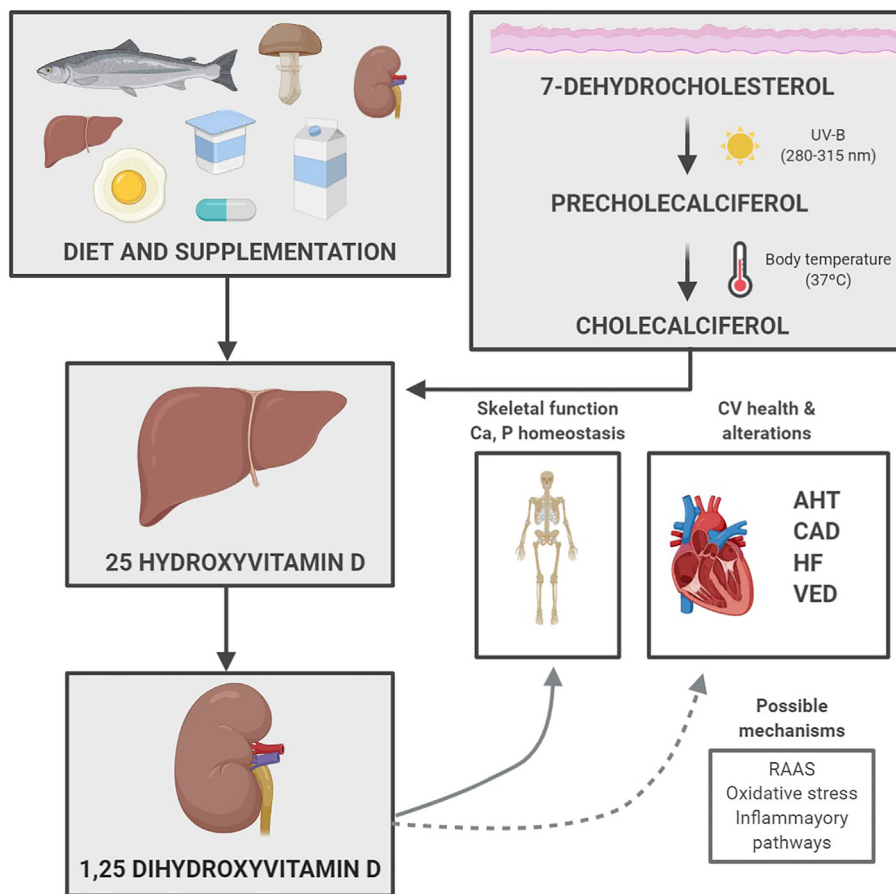 DIET AND SUPPLEMENTATION
7-DEHYDROCHOLESTEROL
UV-B
(280-315 nm)
PRECHOLECALCIFEROL
Body temperature
(37ºC)
CHOLECALCIFEROL
25 HYDROXYVITAMIN D
Skeletal function
Ca, P homeostasis
CV health &
alterations
AHT
CAD
HF
VED
1,25 DIHYDROXYVITAMIN D
Possible
mechanisms
RAAS
Oxidative stress
Inflammayory
pathways